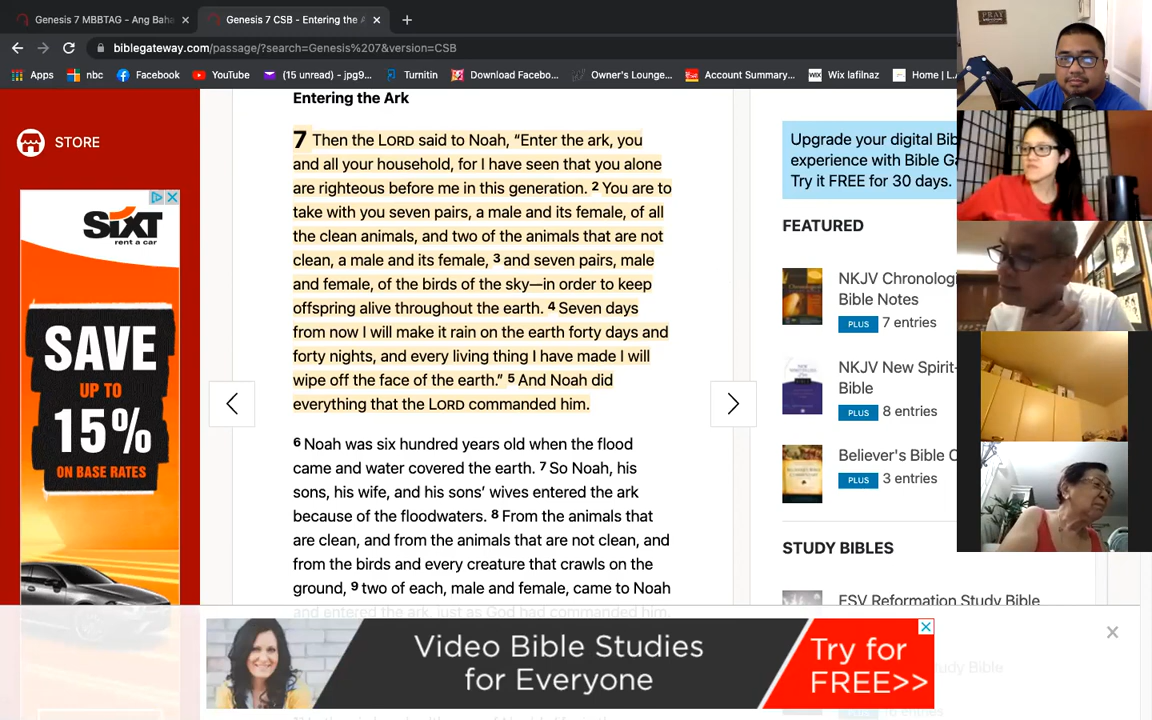 Genesis 7 MBBTAG - Ang Baha
Genesis 7 CSB - Entering the A
biblegateway.com/passage/?search=Genesis%207&version=CSB
Apps
nbc
Facebook
YouTube
(15 unread) - jpg9...
Turnitin
Download Facebo...
Owner's Lounge...
Account Summary...
WIX Wix lafilnaz
Home | L.A
PRAY
STORE
SIXT
rent a car
SAVE
UP TO
15%
ON BASE RATES
Entering the Ark
7 Then the LORD said to Noah, “Enter the ark, you
and all your household, for I have seen that you alone
are righteous before me in this generation. 2 You are to
take with you seven pairs, a male and its female, of all
the clean animals, and two of the animals that are not
clean, a male and its female, 3 and seven pairs, male
and female, of the birds of the sky—in order to keep
offspring alive throughout the earth. 4 Seven days
from now I will make it rain on the earth forty days and
forty nights, and every living thing I have made I will
wipe off the face of the earth.” 5 And Noah did
everything that the LORD commanded him.
6 Noah was six hundred years old when the flood
came and water covered the earth. 7 So Noah, his
sons, his wife, and his sons’ wives entered the ark
because of the floodwaters. 8 From the animals that
are clean, and from the animals that are not clean, and
from the birds and every creature that crawls on the
ground, 9 two of each, male and female, came to Noah
and entered the ark, just as God had commanded him.
Upgrade your digital Bib
experience with Bible Ga
Try it FREE for 30 days.
FEATURED
NKJV Chronolog
Bible Notes
PLUS 7 entries
NKJV New Spirit-
Bible
PLUS 8 entries
Believer's Bible C
PLUS 3 entries
STUDY BIBLES
ESV Reformation Study Bible
Video Bible Studies
for Everyone
Try for
FREE>>